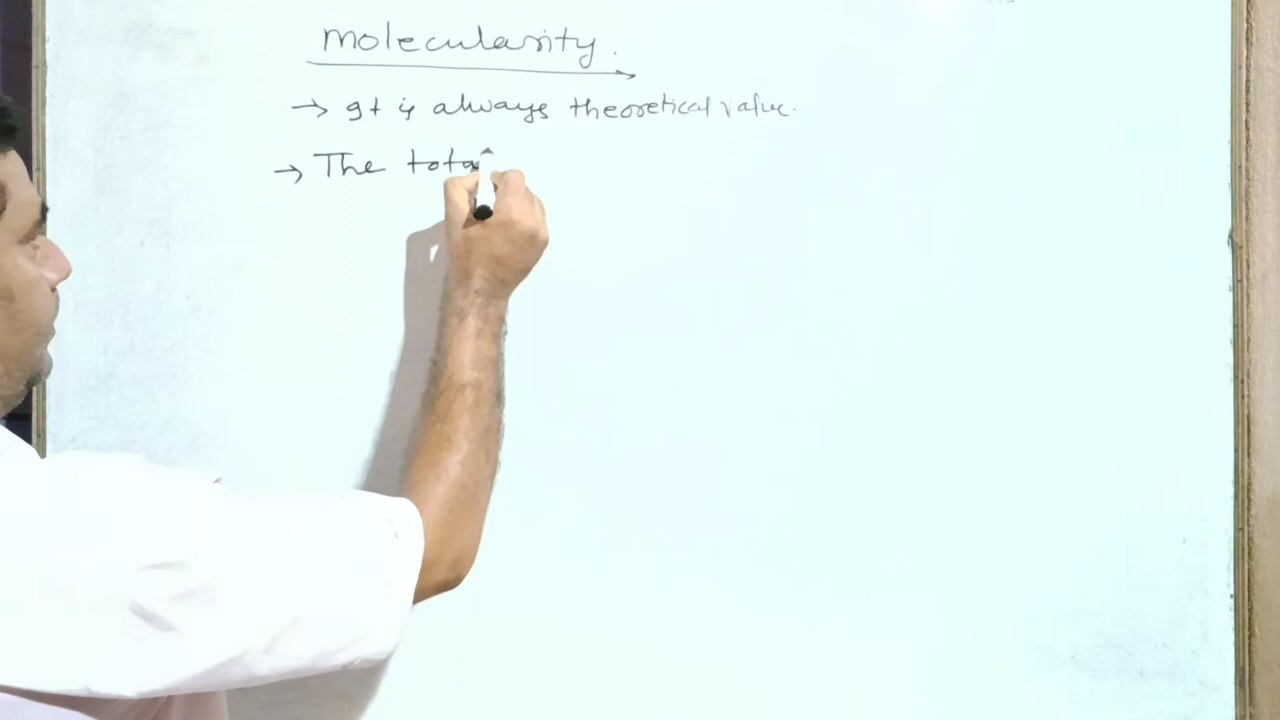 molecularity.
→ It is always theoretical value.
→ The tota